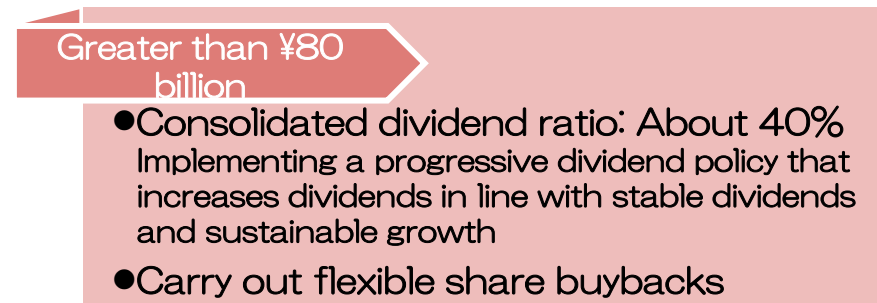 Greater than ¥80
billion
●Consolidated dividend ratio: About 40%
Implementing a progressive dividend policy that
increases dividends in line with stable dividends
and sustainable growth
●Carry out flexible share buybacks